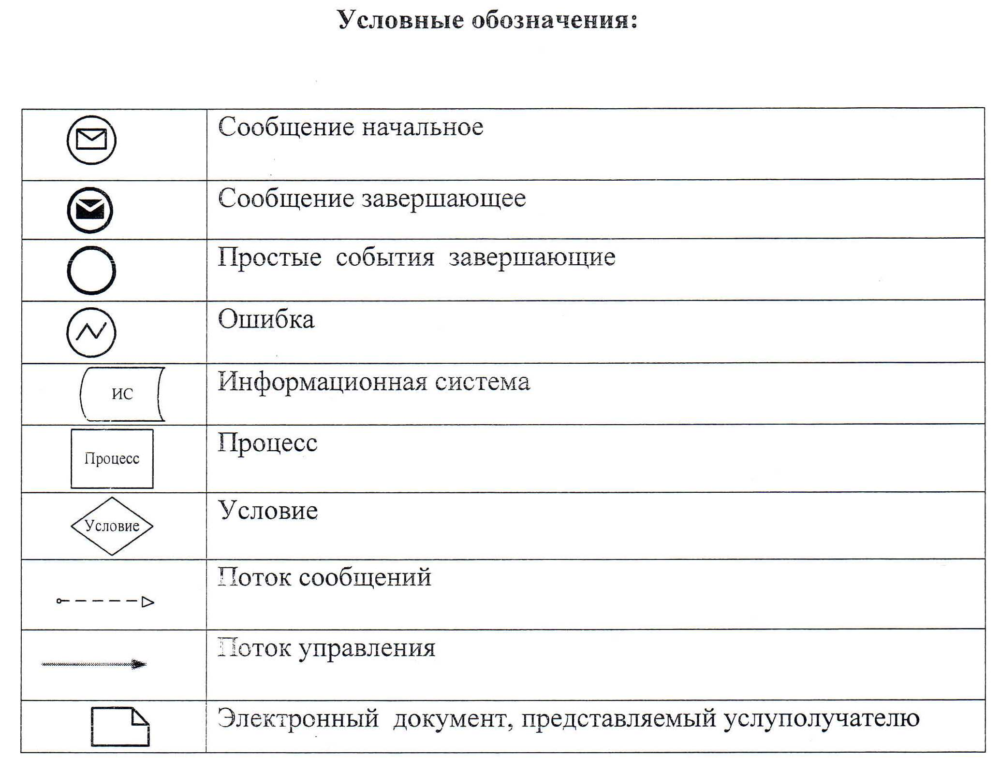 Условные обозначения:
Сообщение начальное
Сообщение завершающее
Простые события завершающие
Ошибка
ИС
Информационная система
Процесс
Процесс
Условие
Условие
Поток сообщений
Поток управления
Электронный документ, представляемый услуполучателю